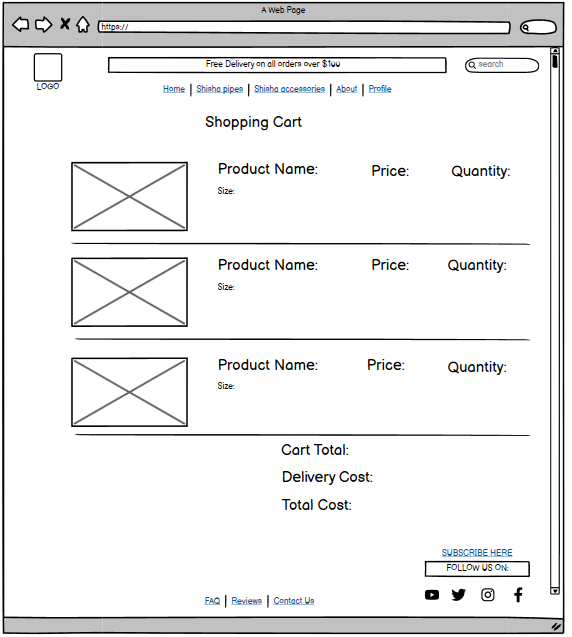 A Web Page
https://
Free Delivery on all orders over $100
search
LOGO
Home | Shisha pipes | Shisha accessories | About | Profile
Shopping Cart
Product Name: Price: Quantity:
Size:
Product Name: Price: Quantity:
Size:
Product Name: Price: Quantity:
Size:
Cart Total:
Delivery Cost:
Total Cost:
SUBSCRIBE HERE
FOLLOW US ON:
FAQ | Reviews | Contact Us